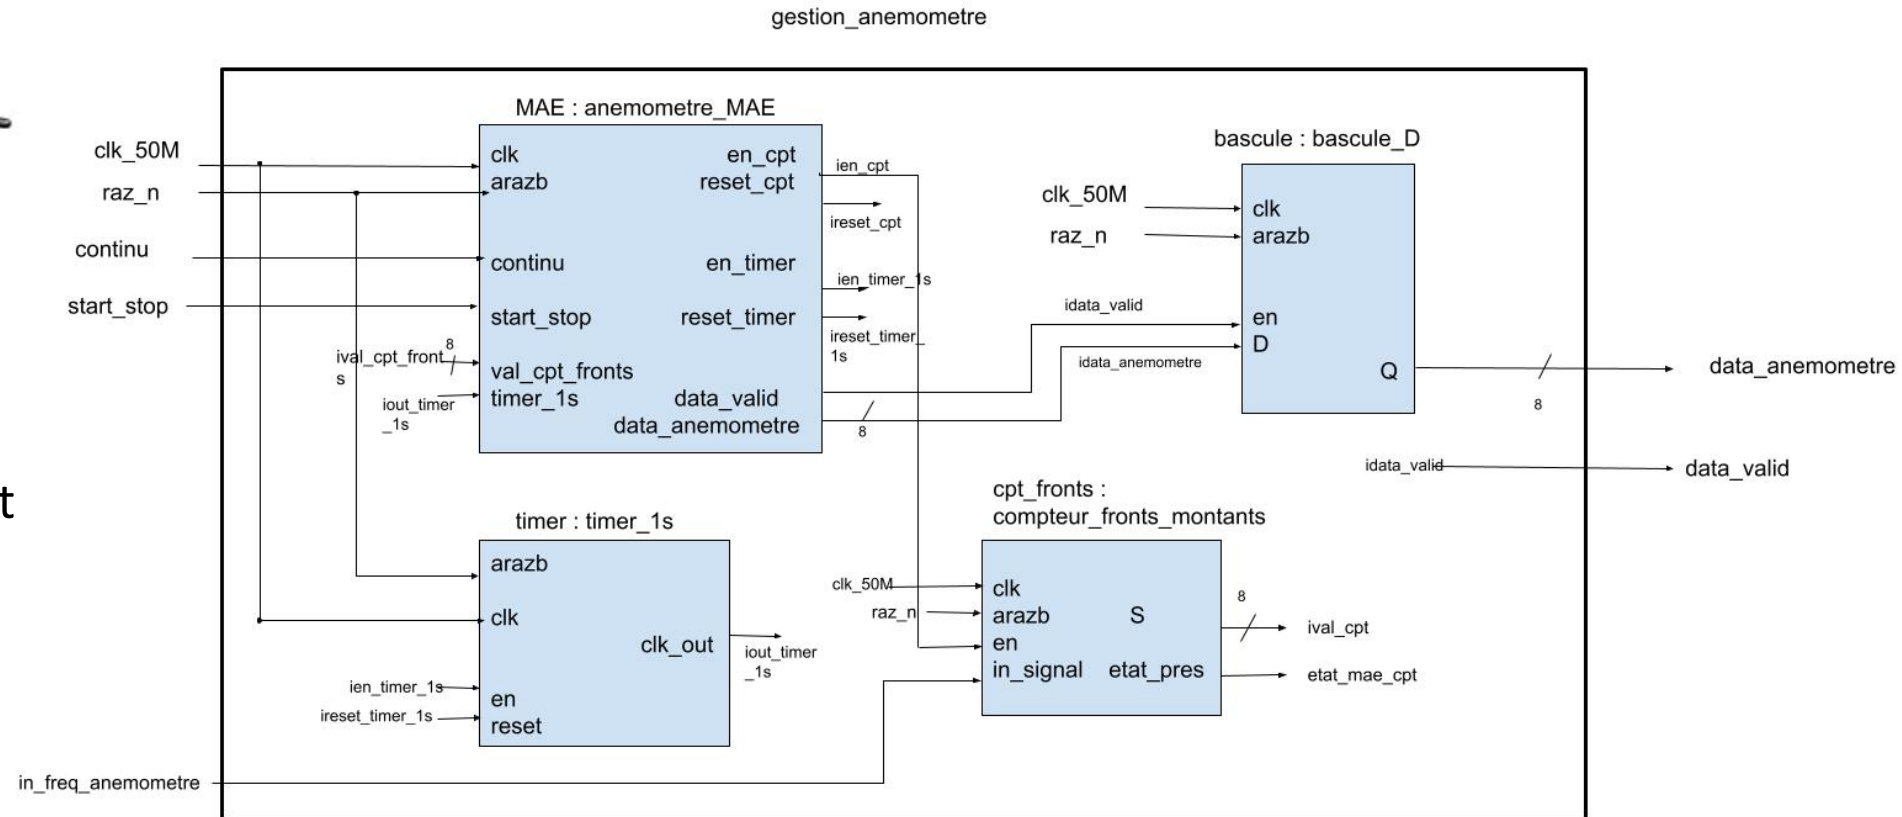 gestion_anemometre
MAE : anemometre_MAE
clk_50M
raz_n
continu
start_stop
clk
arazb
continu
start_stop
val_cpt_fronts
timer_1s
en_cpt
reset_cpt
en_timer
reset_timer
data_valid
data_anemometre
8
ival_cpt_front
s
iout_timer
_1s
ien_cpt
ireset_cpt
ien_timer_1s
ireset_timer_
1s
8
bascule : bascule_D
clk_50M
raz_n
idata_valid
idata_anemometre
clk
arazb
en
D
Q
8
data_anemometre
idata_valid
data_valid
t
timer : timer_1s
arazb
clk
clk_out
en
reset
ien_timer_1s
ireset_timer_1s
iout_timer
_1s
cpt_fronts :
compteur_fronts_montants
clk_50M
raz_n
clk
arazb
en
in_signal
S
etat_pres
8
ival_cpt
etat_mae_cpt
in_freq_anemometre